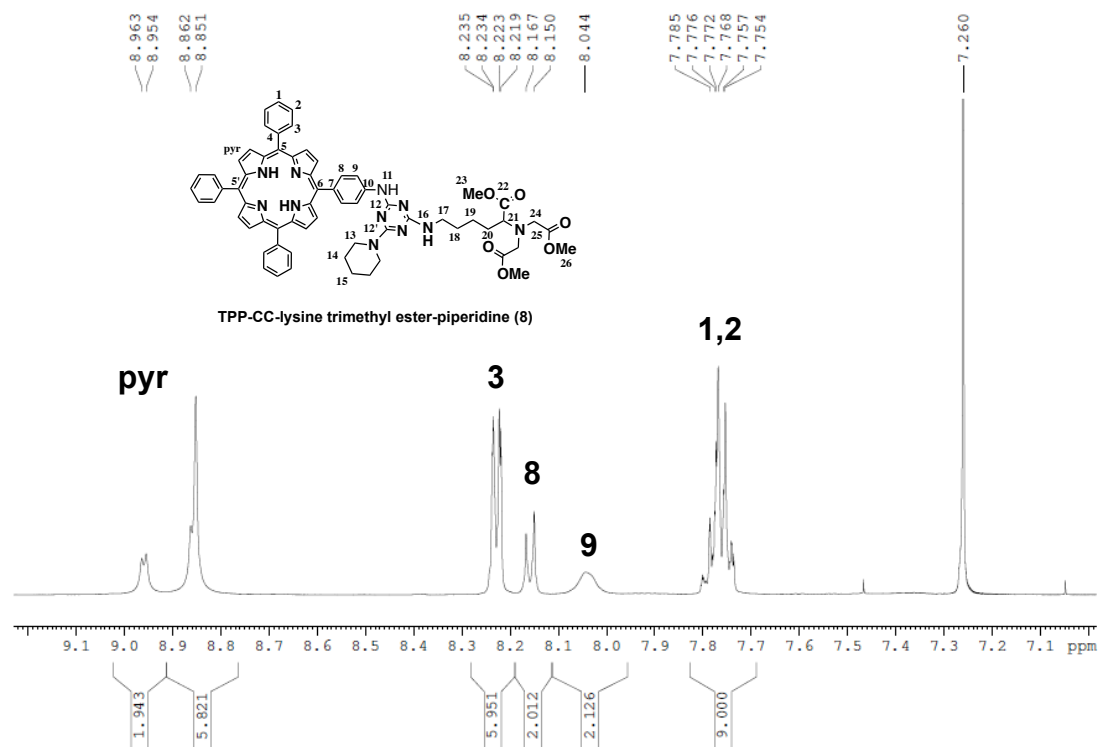 8.963
8.954
8.862
8.851
8.235
8.234
8.223
8.219
8.167
8.150
8.044
7.785
7.776
7.772
7.768
7.757
7.754
7.260
1
2
3
4
5
pyr
NH
N
5'
N
HN
6
7
8
9
10
11
H
N
12
N
N
N
12'
N
13
14
15
16
N
H
17
18
19
20
21
N
22
O
23
MeO
24
25
O
OMe
26
O
OMe
TPP-CC-lysine trimethyl ester-piperidine (8)
pyr
3
8
9
1,2
9.1 9.0 8.9 8.8 8.7 8.6 8.5 8.4 8.3 8.2 8.1 8.0 7.9 7.8 7.7 7.6 7.5 7.4 7.3 7.2 7.1 ppm
1.943
5.821
5.951
2.012
2.126
9.000